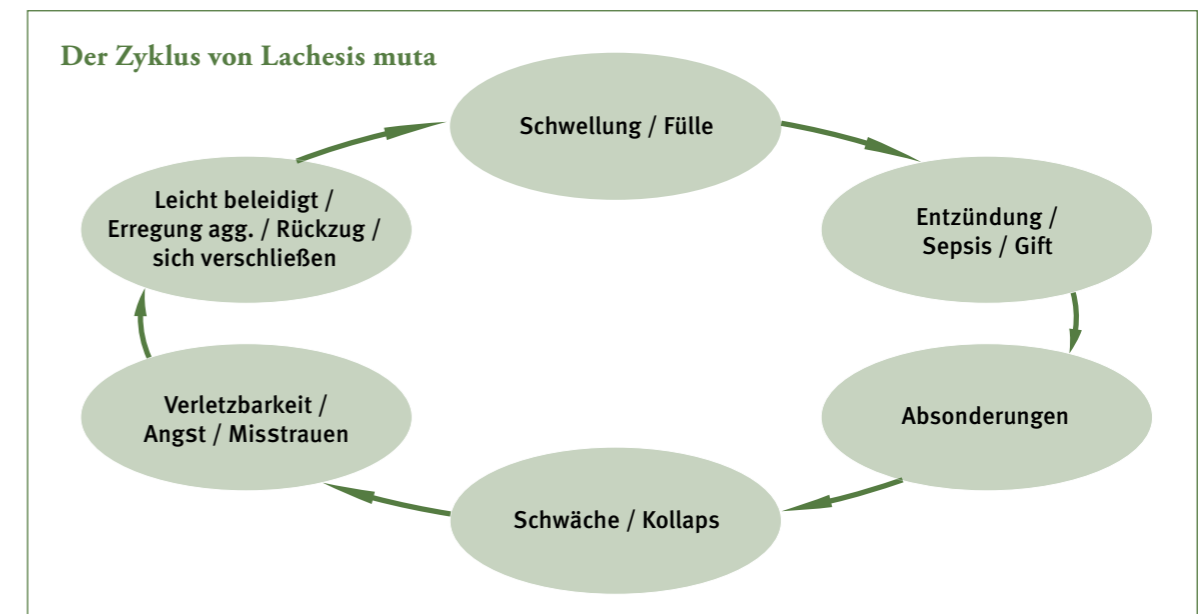 Der Zyklus von Lachesis muta
Schwellung / Fülle
Entzündung /
Sepsis / Gift
Absonderungen
Schwäche / Kollaps
Verletzbarkeit /
Angst / Misstrauen
Leicht beleidigt /
Erregung agg. / Rückzug /
sich verschließen